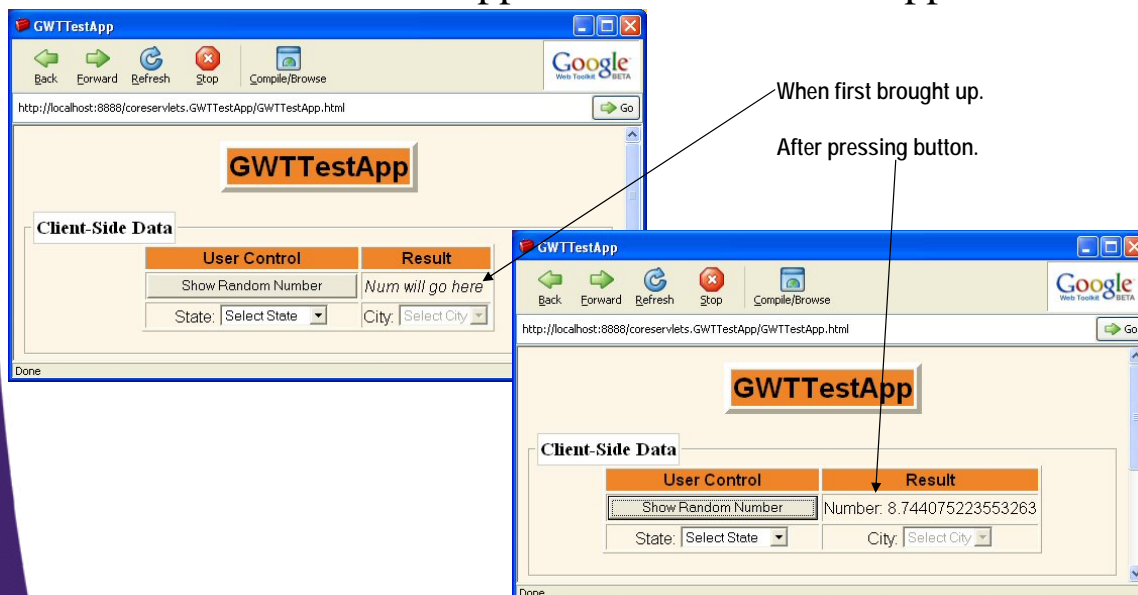 GWTTestApp
Back Forward Refresh Stop Compile/Browse
Google
Web Toolkit BETA
http://localhost:8888/coreservlets.GWTTestApp/GWTTestApp.html
Go
GWTTestApp
Client-Side Data
User Control Result
Show Random Number Num will go here
State: Select State City: Select City
Done
When first brought up.
After pressing button.
GWTTestApp
Back Forward Refresh Stop Compile/Browse
Google
Web Toolkit BETA
http://localhost:8888/coreservlets.GWTTestApp/GWTTestApp.html
Go
GWTTestApp
Client-Side Data
User Control Result
Show Random Number Number: 8.744075223553263
State: Select State City: Select City
Done